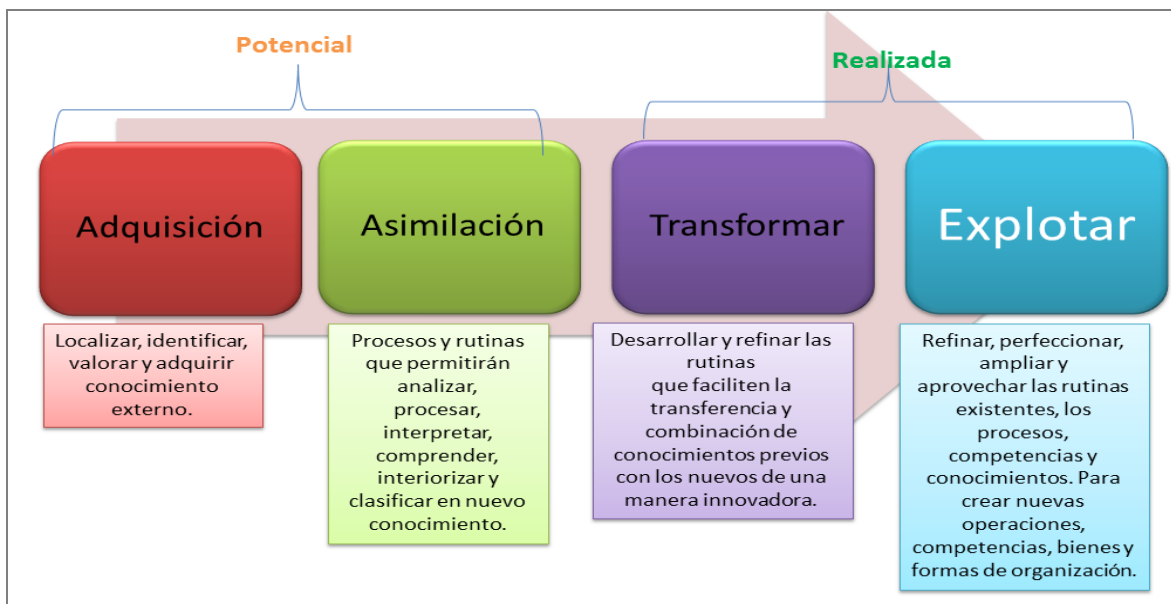 Potencial
Realizada
Adquisición
Asimilación
Transformar
Explotar
Localizar, identificar,
valorar y adquirir
conocimiento
externo.
Procesos y rutinas
que permitirán
analizar,
procesar,
interpretar,
comprender,
interiorizar y
clasificar en nuevo
conocimiento.
Desarrollar y refinar las
rutinas
que faciliten la
transferencia y
combinación de
conocimientos previos
con los nuevos de una
manera innovadora.
Refinar, perfeccionar,
ampliar y
aprovechar las rutinas
existentes, los
procesos,
competencias y
conocimientos. Para
crear nuevas
operaciones,
competencias, bienes y
formas de organización.